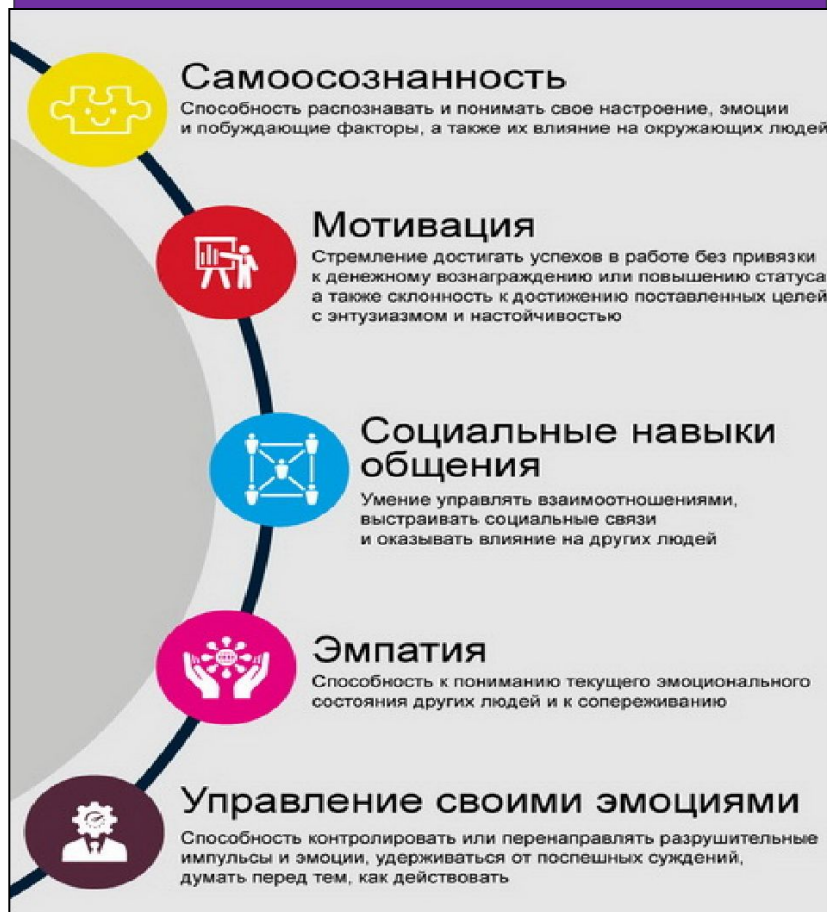 Самоосознанность
Способность распознавать и понимать свое настроение, эмоции
и побуждающие факторы, а также их влияние на окружающих людей
Мотивация
Стремление достигать успехов в работе без привязки
к денежному вознаграждению или повышению статуса
а также склонность к достижению поставленных целей
с энтузиазмом и настойчивостью
Социальные навыки
общения
Умение управлять взаимоотношениями,
выстраивать социальные связи
и оказывать влияние на других людей
Эмпатия
Способность к пониманию текущего эмоционального
состояния других людей и к сопереживанию
Управление своими эмоциями
Способность контролировать или перенаправлять разрушительные
импульсы и эмоции, удерживаться от поспешных суждений,
думать перед тем, как действовать